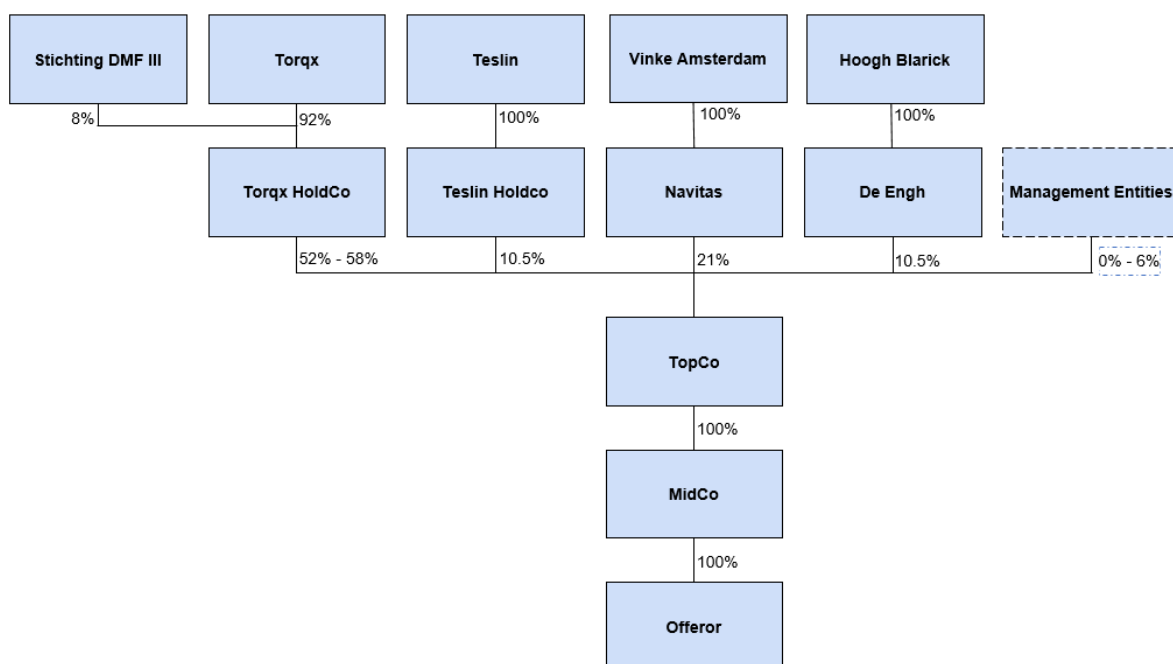 Stichting DMF III
Torqx
Teslin
Vinke Amsterdam
Hoogh Blarick
8%
92%
100%
100%
100%
Torqx HoldCo
Teslin Holdco
Navitas
De Engh
Management Entities
52% - 58%
10.5%
21%
10.5%
0% - 6%
TopCo
100%
MidCo
100%
Offeror